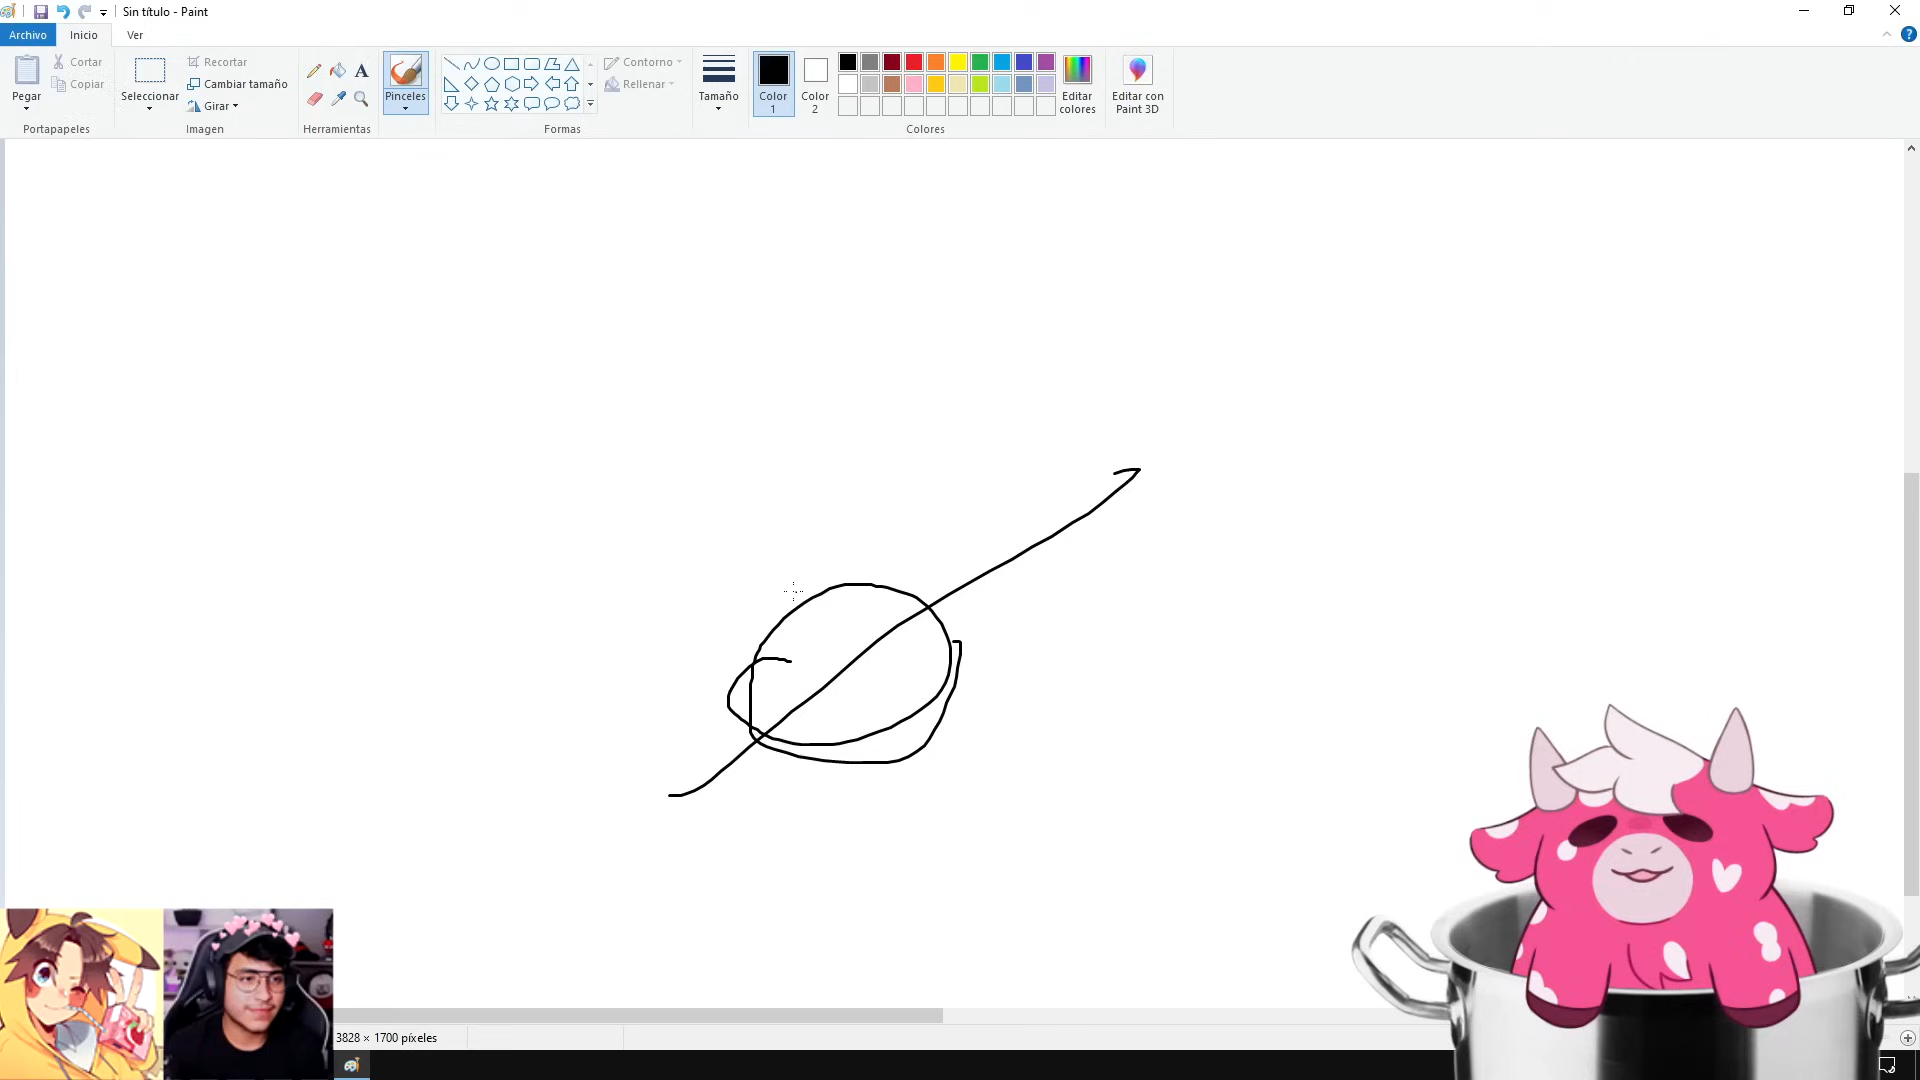 Sin título - Paint
Archivo Inicio Ver
Pegar
Cortar
Copiar
Portapapeles
Seleccionar
Recortar
Cambiar tamaño
Girar
Imagen
A
Herramientas
Pinceles
Contorno
Rellenar
Formas
Tamaño
Color
1
Color
2
Editar
colores
Colores
Editar con
Paint 3D
3828 × 1700 píxeles